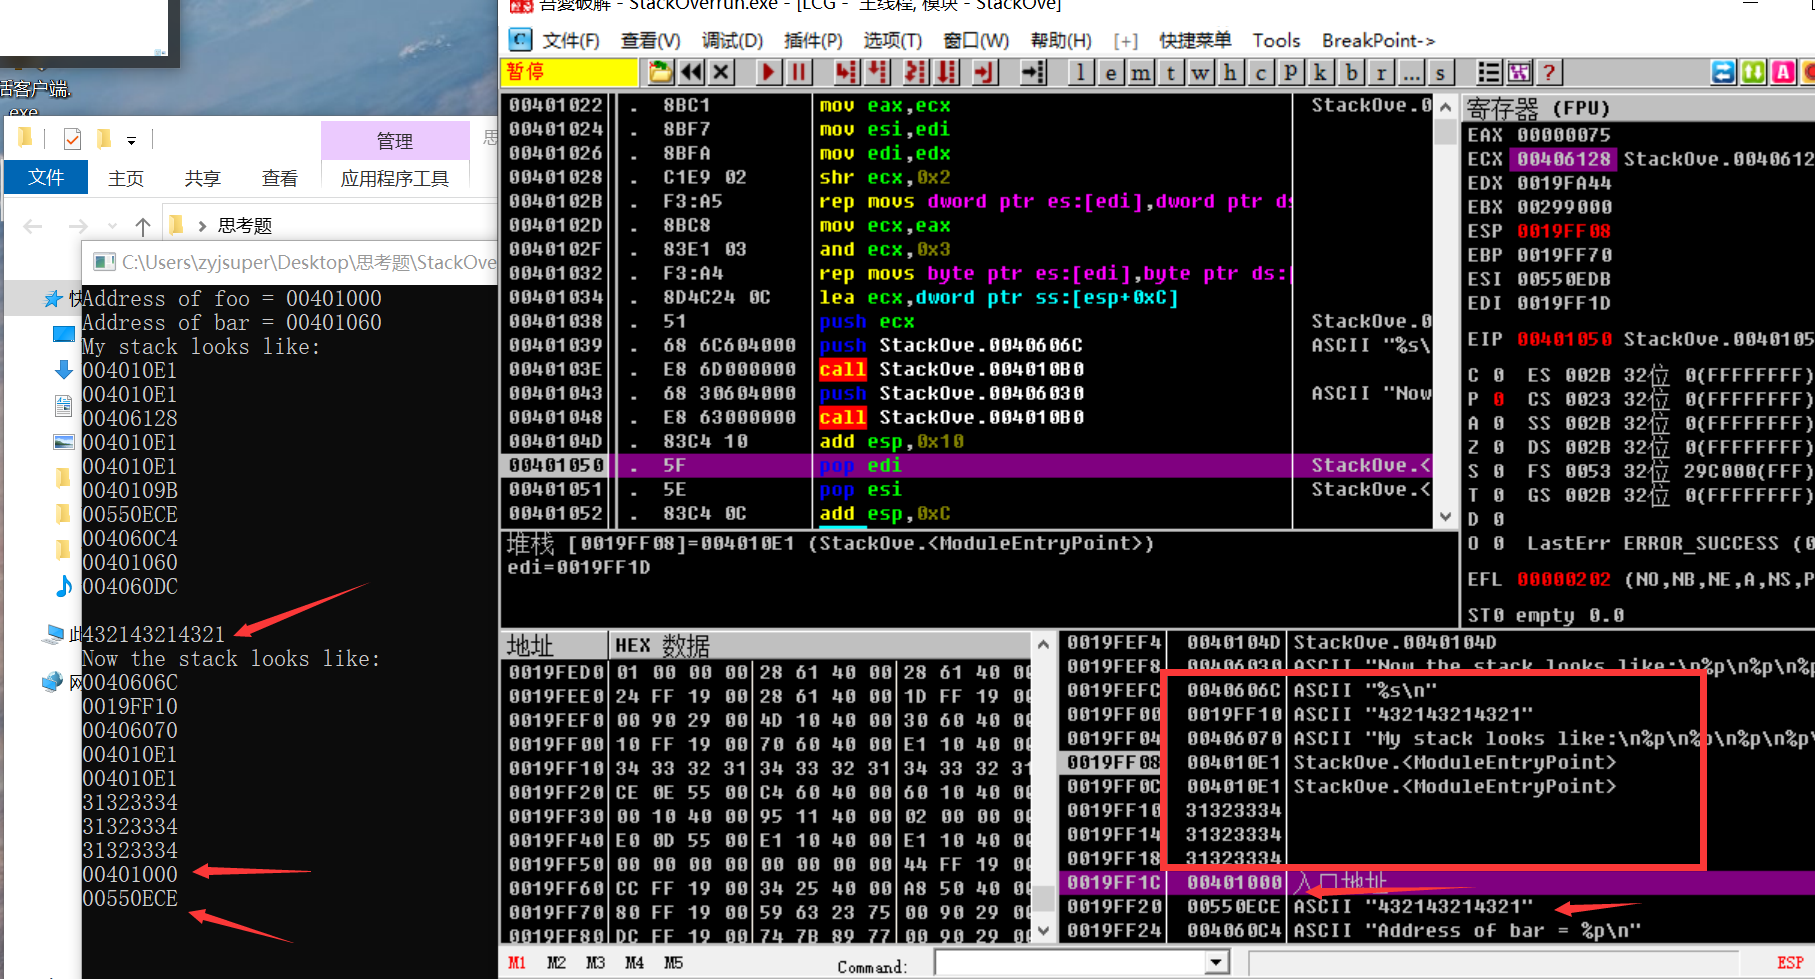 吾愛破解 - StackOverrun.exe - [LCG - 主线程, 模块 - StackOve]
C 文件(F) 查看(V) 调试(D) 插件(P) 选项(T) 窗口(W) 帮助(H) [+] 快捷菜单 Tools BreakPoint->
暂停
l e m t w h c P k b r ... s ?
活客户端.
exe
管理
思
文件 主页 共享 查看 应用程序工具
思考题
C:\Users\zyjsuper\Desktop\思考题\StackOve
快
此
网
Address of foo = 00401000
Address of bar = 00401060
My stack looks like:
004010E1
004010E1
00406128
004010E1
004010E1
0040109B
00550ECE
004060C4
00401060
004060DC
432143214321
Now the stack looks like:
0040606C
0019FF10
00406070
004010E1
004010E1
31323334
31323334
31323334
00401000
00550ECE
00401022 . 8BC1 mov eax,ecx StackOve.0
00401024 . 8BF7 mov esi,edi
00401026 . 8BFA mov edi,edx
00401028 . C1E9 02 shr ecx,0x2
0040102B . F3:A5 rep movs dword ptr es:[edi],dword ptr ds
0040102D . 8BC8 mov ecx,eax
0040102F . 83E1 03 and ecx,0x3
00401032 . F3:A4 rep movs byte ptr es:[edi],byte ptr ds:[
00401034 . 8D4C24 0C lea ecx,dword ptr ss:[esp+0xC]
00401038 . 51 push ecx StackOve.0
00401039 . 68 6C604000 push StackOve.0040606C ASCII "%s\
0040103E . E8 6D000000 call StackOve.004010B0
00401043 . 68 30604000 push StackOve.00406030 ASCII "Now
00401048 . E8 63000000 call StackOve.004010B0
0040104D . 83C4 10 add esp,0x10
00401050 . 5F pop edi StackOve.<
00401051 . 5E pop esi StackOve.<
00401052 . 83C4 0C add esp,0xC
堆栈 [0019FF08]=004010E1 (StackOve.<ModuleEntryPoint>)
edi=0019FF1D
寄存器 (FPU)
EAX 00000075
ECX 00406128 StackOve.0040612
EDX 0019FA44
EBX 00299000
ESP 0019FF08
EBP 0019FF70
ESI 00550EDB
EDI 0019FF1D
EIP 00401050 StackOve.0040105
C 0 ES 002B 32位 0(FFFFFFFF)
P 0 CS 0023 32位 0(FFFFFFFF)
A 0 SS 002B 32位 0(FFFFFFFF)
Z 0 DS 002B 32位 0(FFFFFFFF)
S 0 FS 0053 32位 29C000(FFF)
T 0 GS 002B 32位 0(FFFFFFFF)
D 0
O 0 LastErr ERROR_SUCCESS (0
EFL 00000202 (NO,NB,NE,A,NS,P
ST0 empty 0.0
地址 HEX 数据
0019FED0 01 00 00 00 28 61 40 00 28 61 40 00
0019FEE0 24 FF 19 00 28 61 40 00 1D FF 19 00
0019FEF0 00 90 29 00 4D 10 40 00 30 60 40 00
0019FF00 10 FF 19 00 70 60 40 00 E1 10 40 00
0019FF10 34 33 32 31 34 33 32 31 34 33 32 31
0019FF20 CE 0E 55 00 C4 60 40 00 60 10 40 00
0019FF30 00 10 40 00 95 11 40 00 02 00 00 00
0019FF40 E0 0D 55 00 E1 10 40 00 E1 10 40 00
0019FF50 00 00 00 00 00 00 00 00 44 FF 19 00
0019FF60 CC FF 19 00 34 25 40 00 A8 50 40 00
0019FF70 80 FF 19 00 59 63 23 75 00 90 29 00
0019FF80 DC FF 19 00 74 7B 89 77 00 90 29 00
0019FEF4 0040104D StackOve.0040104D
0019FEF8 00406030 ASCII "Now the stack looks like:\n%p\n%p\n%p\n%
0019FEFC 0040606C ASCII "%s\n"
0019FF00 0019FF10 ASCII "432143214321"
0019FF04 00406070 ASCII "My stack looks like:\n%p\n%p\n%p\n%p\
0019FF08 004010E1 StackOve.<ModuleEntryPoint>
0019FF0C 004010E1 StackOve.<ModuleEntryPoint>
0019FF10 31323334
0019FF14 31323334
0019FF18 31323334
0019FF1C 00401000 入口地址
0019FF20 00550ECE ASCII "432143214321"
0019FF24 004060C4 ASCII "Address of bar = %p\n"
M1 M2 M3 M4 M5 Command: ESP